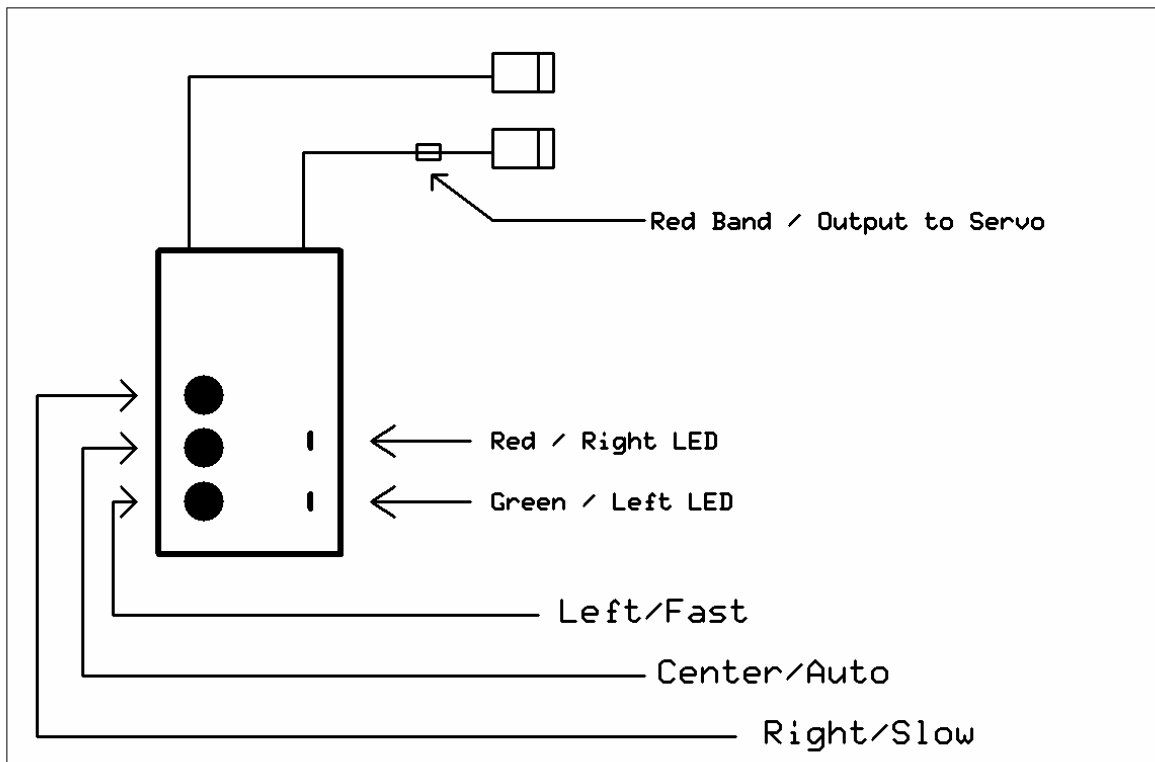 Red Band / Output to Servo
Red / Right LED
Green / Left LED
Left/Fast
Center/Auto
Right/Slow